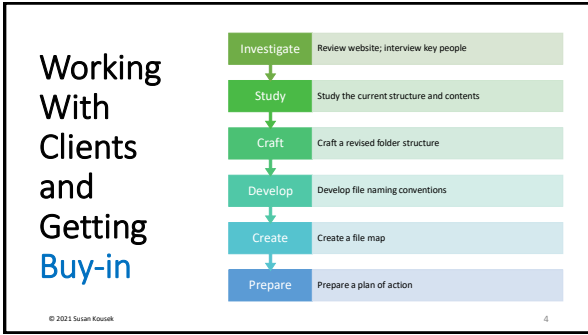 Working
With
Clients
and
Getting
Buy-in
Investigate
Review website; interview key people
Study
Study the current structure and contents
Craft
Craft a revised folder structure
Develop
Develop file naming conventions
Create
Create a file map
Prepare
Prepare a plan of action
© 2021 Susan Kousek
4